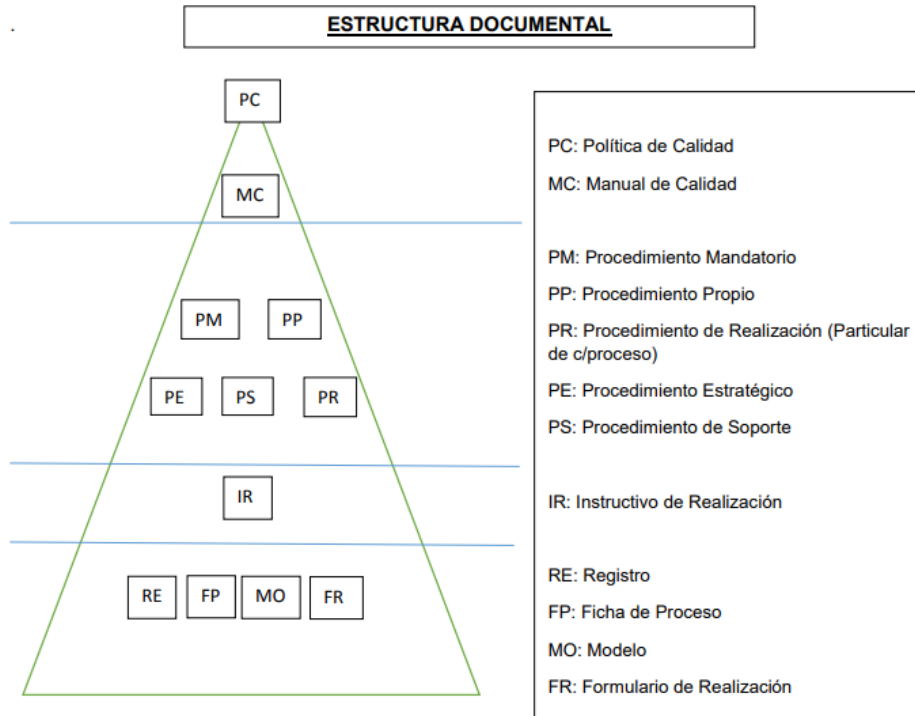 .
ESTRUCTURA DOCUMENTAL
PC
MC
PM PP
PE PS PR
IR
RE FP MO FR
PC: Política de Calidad
MC: Manual de Calidad
PM: Procedimiento Mandatorio
PP: Procedimiento Propio
PR: Procedimiento de Realización (Particular
de c/proceso)
PE: Procedimiento Estratégico
PS: Procedimiento de Soporte
IR: Instructivo de Realización
RE: Registro
FP: Ficha de Proceso
MO: Modelo
FR: Formulario de Realización